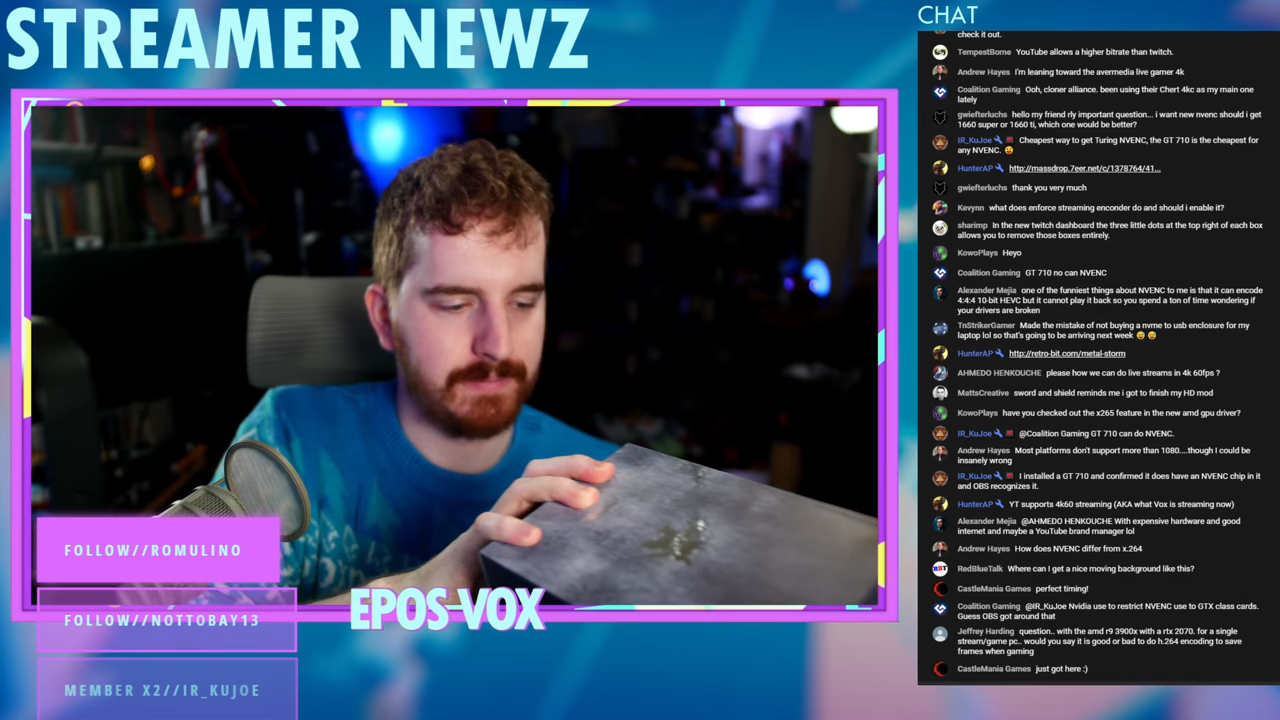 STREAMER NEWZ
CHAT
check it out.
TempestBorne YouTube allows a higher bitrate than twitch.
Andrew Hayes I'm leaning toward the avermedia live gamer 4k
Coalition Gaming Ooh, cloner alliance. been using their Chert 4kc as my main one
lately
gwiefterluchs hello my friend rly important question... i want new nvenc should i get
1660 super or 1660 ti, which one would be better?
IR_KuJoe Cheapest way to get Turing NVENC, the GT 710 is the cheapest for
any NVENC.
HunterAP http://massdrop.7eer.net/c/1378764/41...
gwiefterluchs thank you very much
Kevynn what does enforce streaming enconder do and should i enable it?
sharimp In the new twitch dashboard the three little dots at the top right of each box
allows you to remove those boxes entirely.
KowoPlays Heyo
Coalition Gaming GT 710 no can NVENC
Alexander Mejia one of the funniest things about NVENC to me is that it can encode
4:4:4 10-bit HEVC but it cannot play it back so you spend a ton of time wondering if
your drivers are broken
TnStrikerGamer Made the mistake of not buying a nvme to usb enclosure for my
laptop lol so that's going to be arriving next week
HunterAP http://retro-bit.com/metal-storm
AHMEDO HENKOUCHE please how we can do live streams in 4k 60fps ?
MattsCreative sword and shield reminds me i got to finish my HD mod
KowoPlays have you checked out the x265 feature in the new amd gpu driver?
IR_KuJoe @Coalition Gaming GT 710 can do NVENC.
Andrew Hayes Most platforms don't support more than 1080....though I could be
insanely wrong
IR_KuJoe I installed a GT 710 and confirmed it does have an NVENC chip in it
and OBS recognizes it.
HunterAP YT supports 4k60 streaming (AKA what Vox is streaming now)
Alexander Mejia @AHMEDO HENKOUCHE With expensive hardware and good
internet and maybe a YouTube brand manager lol
Andrew Hayes How does NVENC differ from x.264
RedBlueTalk Where can I get a nice moving background like this?
CastleMania Games perfect timing!
Coalition Gaming @IR_KuJoe Nvidia use to restrict NVENC use to GTX class cards.
Guess OBS got around that
Jeffrey Harding question.. with the amd r9 3900x with a rtx 2070. for a single
stream/game pc.. would you say it is good or bad to do h.264 encoding to save
frames when gaming
CastleMania Games just got here :)
FOLLOW//ROMULINO
FOLLOW//NOTTOBAY13
MEMBER X2//IR_KUJOE
EPOS VOX